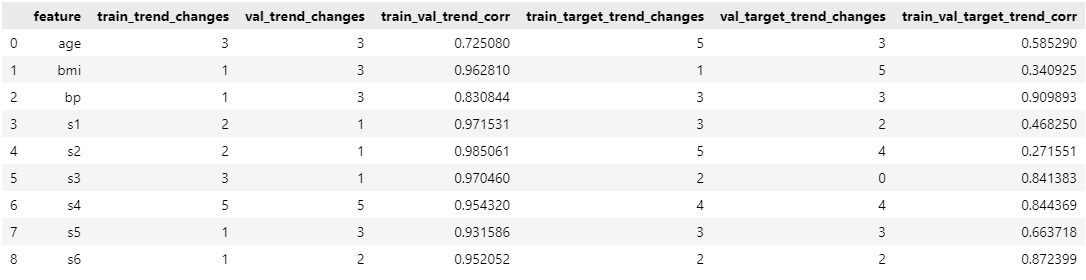 feature train_trend_changes val_trend_changes train_val_trend_corr train_target_trend_changes val_target_trend_changes train_val_target_trend_corr
0 age 3 3 0.725080 5 3 0.585290
1 bmi 1 3 0.962810 1 5 0.340925
2 bp 1 3 0.830844 3 3 0.909893
3 s1 2 1 0.971531 3 2 0.468250
4 s2 2 1 0.985061 5 4 0.271551
5 s3 3 1 0.970460 2 0 0.841383
6 s4 5 5 0.954320 4 4 0.844369
7 s5 1 3 0.931586 3 3 0.663718
8 s6 1 2 0.952052 2 2 0.872399